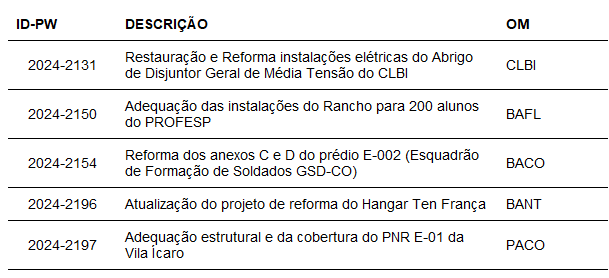 ID-PW DESCRIÇÃO OM
2024-2131 Restauração e Reforma instalações elétricas do Abrigo
de Disjuntor Geral de Média Tensão do CLBI CLBI
2024-2150 Adequação das instalações do Rancho para 200 alunos
do PROFESP BAFL
2024-2154 Reforma dos anexos C e D do prédio E-002 (Esquadrão
de Formação de Soldados GSD-CO) BACO
2024-2196 Atualização do projeto de reforma do Hangar Ten França BANT
2024-2197 Adequação estrutural e da cobertura do PNR E-01 da
Vila Ícaro PACO